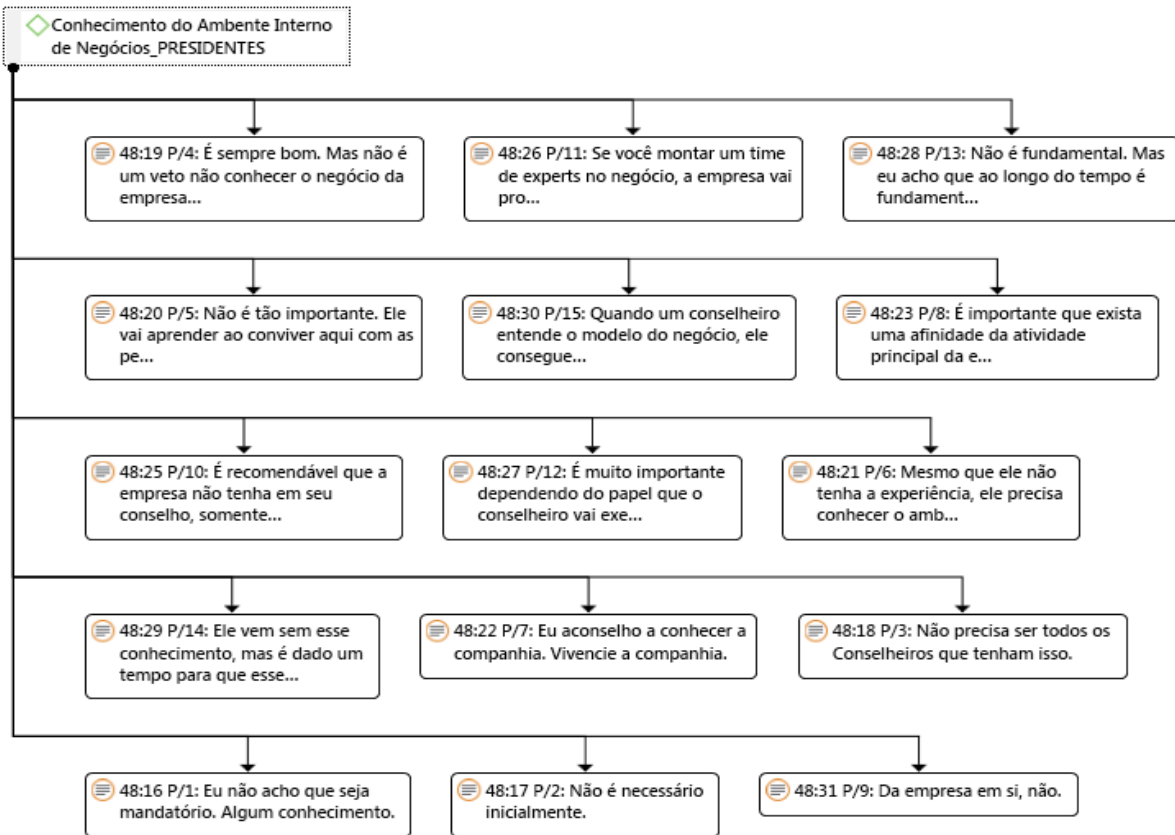 Conhecimento do Ambente Interno
de Negócios_PRESIDENTES
48:19 P/4: É sempre bom. Mas não é
um veto não conhecer o negócio da
empresa...
48:26 P/11: Se você montar um time
de experts no negócio, a empresa vai
pro...
48:28 P/13: Não é fundamental. Mas
eu acho que ao longo do tempo é
fundament...
48:20 P/5: Não é tão importante. Ele
vai aprender ao conviver aqui com as
pe...
48:30 P/15: Quando um conselheiro
entende o modelo do negócio, ele
consegue...
48:23 P/8: É importante que exista
uma afinidade da atividade
principal da e...
48:25 P/10: É recomendável que a
empresa não tenha em seu
conselho, somente...
48:27 P/12: É muito importante
dependendo do papel que o
conselheiro vai exe...
48:21 P/6: Mesmo que ele não
tenha a experiência, ele precisa
conhecer o amb...
48:29 P/14: Ele vem sem esse
conhecimento, mas é dado um
tempo para que esse...
48:22 P/7: Eu aconselho a conhecer a
companhia. Vivencie a companhia.
48:18 P/3: Não precisa ser todos os
Conselheiros que tenham isso.
48:16 P/1: Eu não acho que seja
mandatório. Algum conhecimento.
48:17 P/2: Não é necessário
inicialmente.
48:31 P/9: Da empresa em si, não.